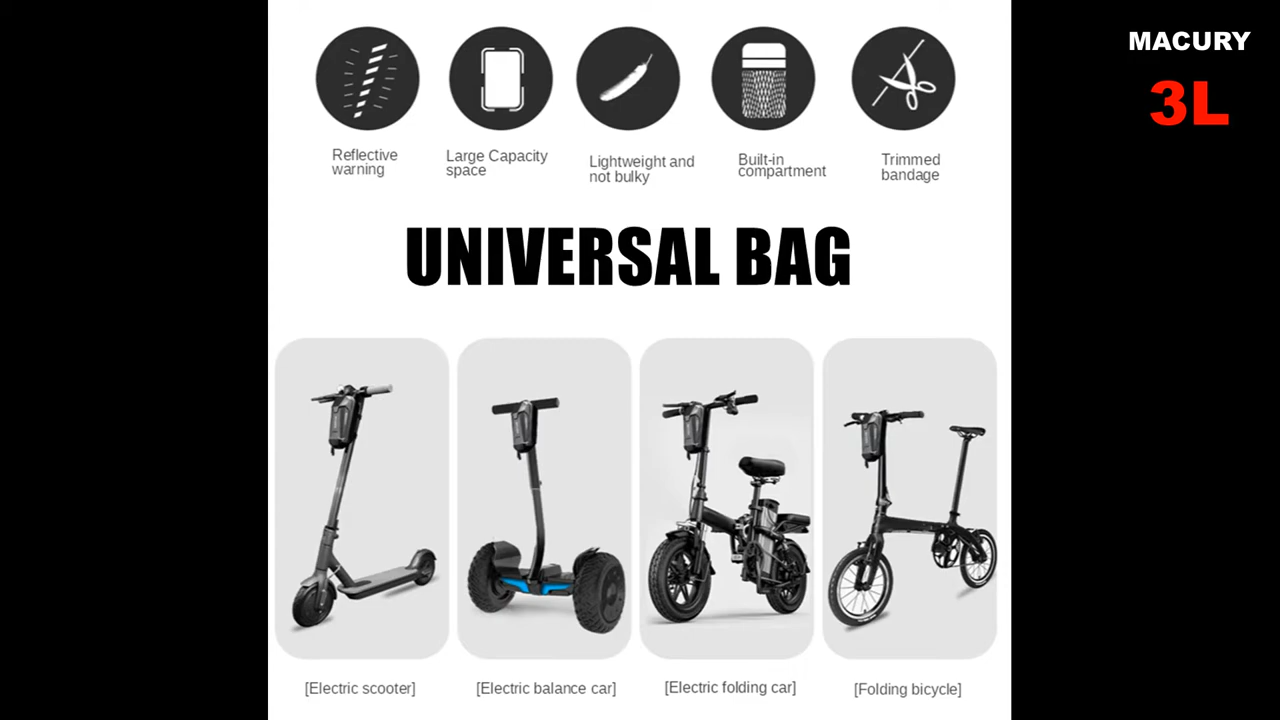 MACURY
3L
Reflective
warning
Large Capacity
space
Lightweight and
not bulky
Built-in
compartment
Trimmed
bandage
UNIVERSAL BAG
[Electric scooter]
[Electric balance car]
[Electric folding car]
[Folding bicycle]